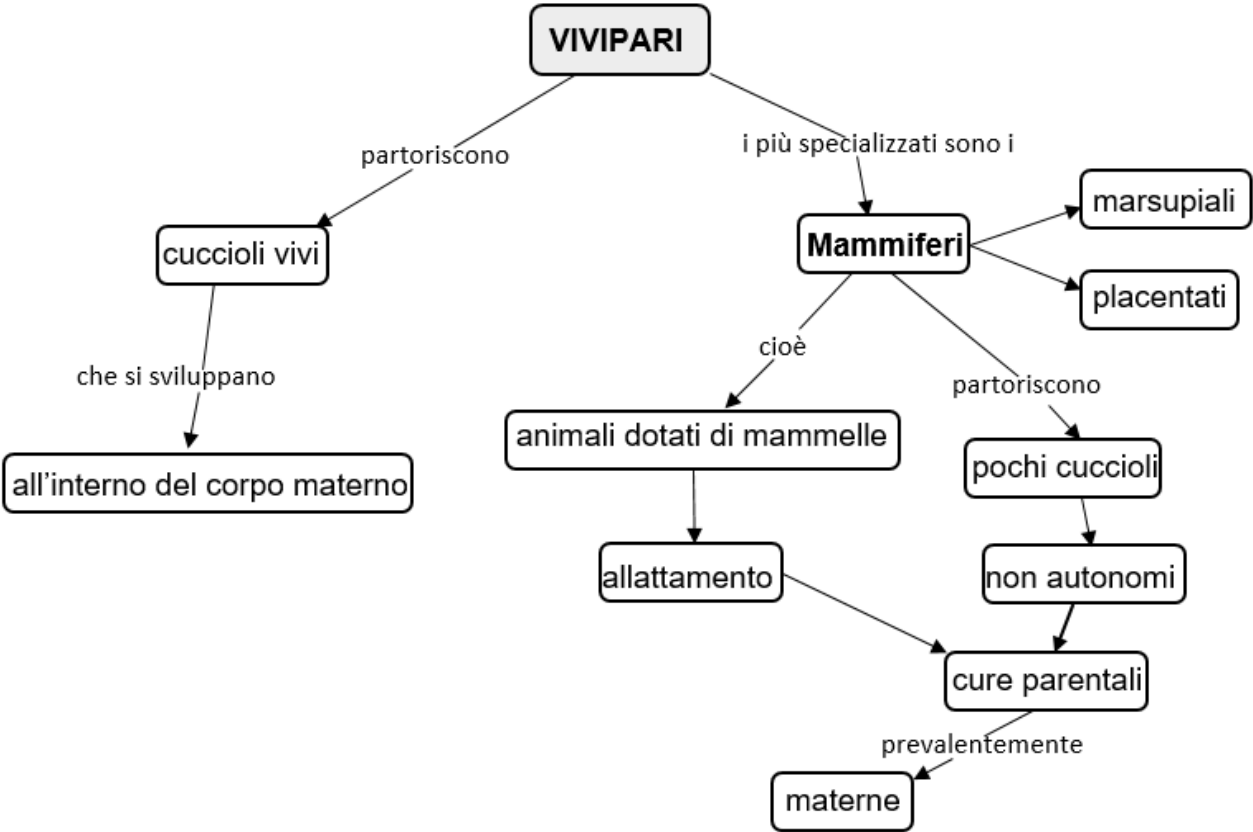 VIVIPARI
partoriscono
i più specializzati sono i
cuccioli vivi
Mammiferi
marsupiali
placentati
che si sviluppano
cioè
partoriscono
all'interno del corpo materno
animali dotati di mammelle
pochi cuccioli
allattamento
non autonomi
cure parentali
prevalentemente
materne